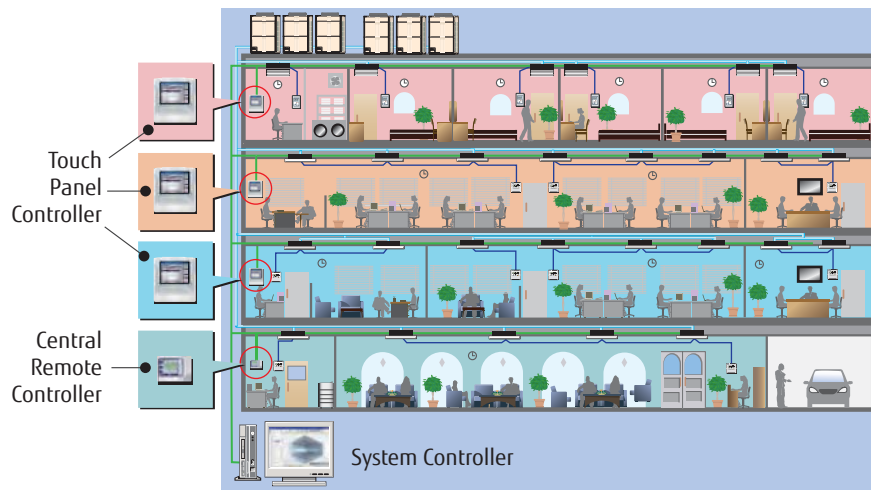 Touch
Panel
Controller
Central
Remote
Controller
System Controller